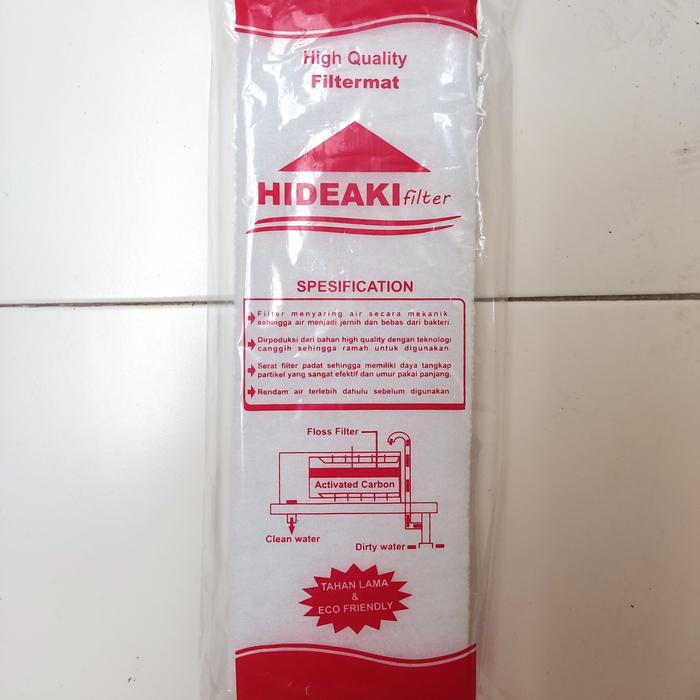 High Quality
Filtermat
HIDEAKI filter
SPESIFICATION
Filter menyaring air secara mekanik
sehingga air menjadi jernih dan bebas dari bakteri.
Dirpoduksi dari bahan high quality dengan teknologi
canggih sehingga ramah untuk digunakan.
Serat filter padat sehingga memiliki daya tangkap
partikel yang sangat efektif dan umur pakai panjang.
Rendam air terlebih dahulu sebelum digunakan.
Floss Filter
Activated Carbon
Clean water
Dirty water
TAHAN LAMA
&
ECO FRIENDLY